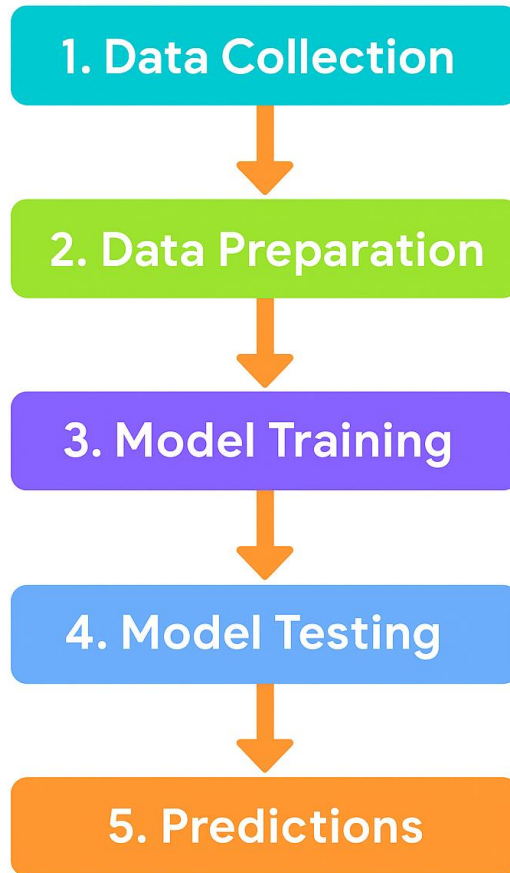 1. Data Collection
2. Data Preparation
3. Model Training
4. Model Testing
5. Predictions